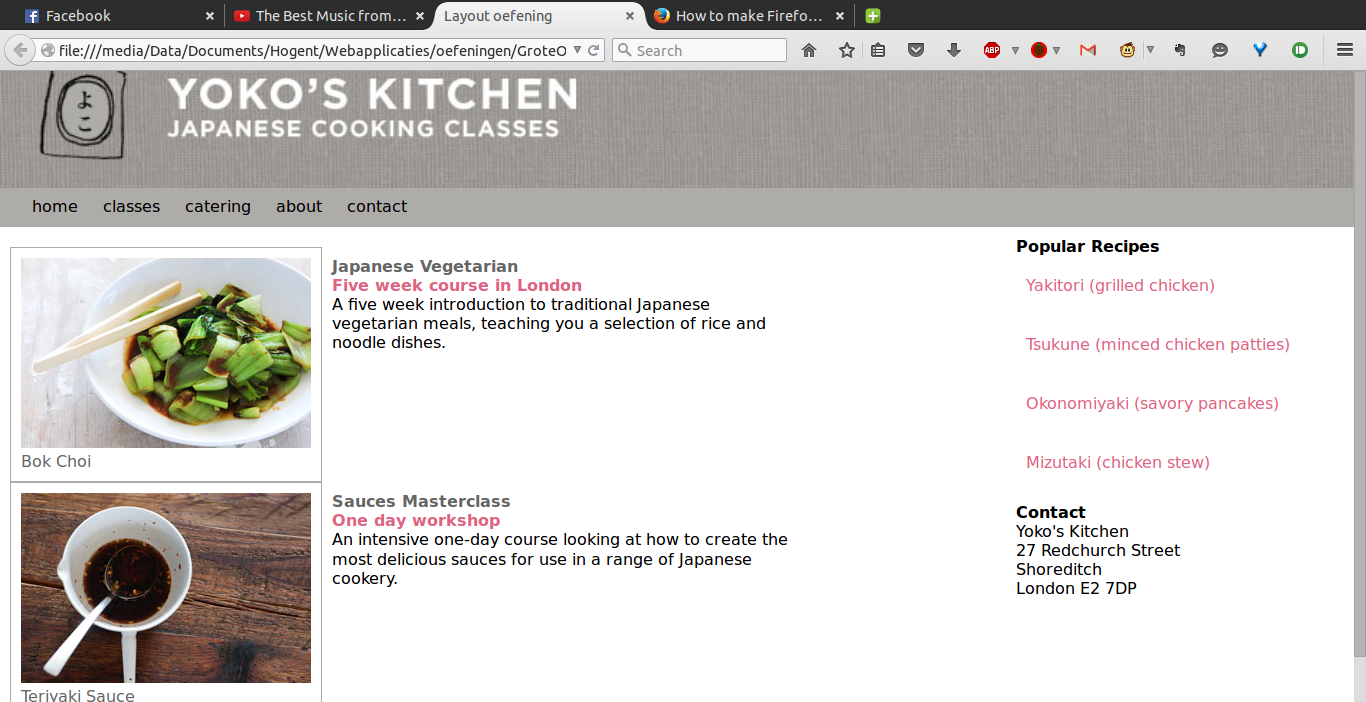 Facebook
The Best Music from...
Layout oefening
How to make Firefo...
file:///media/Data/Documents/Hogent/Webapplicaties/oefeningen/GroteO
Search
ABP
よこ
YOKO'S KITCHEN
JAPANESE COOKING CLASSES
home classes catering about contact
Japanese Vegetarian
Five week course in London
A five week introduction to traditional Japanese
vegetarian meals, teaching you a selection of rice and
noodle dishes.
Bok Choi
Sauces Masterclass
One day workshop
An intensive one-day course looking at how to create the
most delicious sauces for use in a range of Japanese
cookery.
Teriyaki Sauce
Popular Recipes
Yakitori (grilled chicken)
Tsukune (minced chicken patties)
Okonomiyaki (savory pancakes)
Mizutaki (chicken stew)
Contact
Yoko's Kitchen
27 Redchurch Street
Shoreditch
London E2 7DP